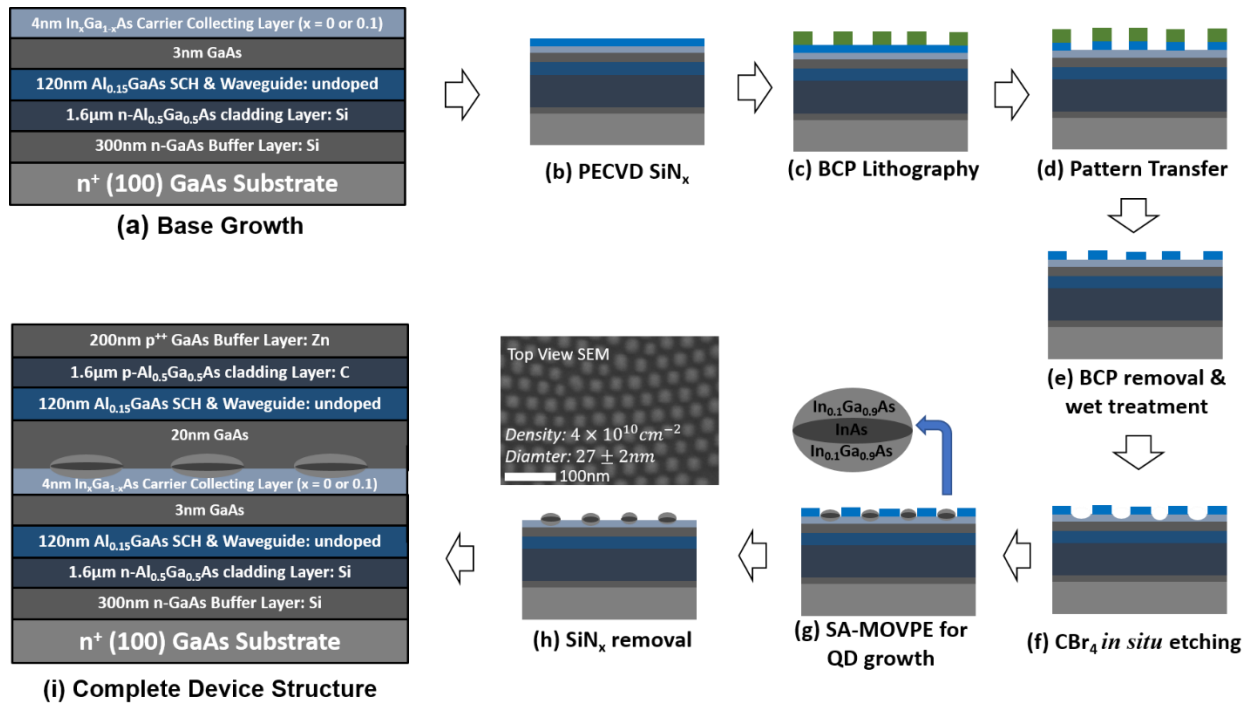 4nm InₓGa₁₋ₓAs Carrier Collecting Layer (x = 0 or 0.1)
3nm GaAs
120nm Al₀.₁₅GaAs SCH & Waveguide: undoped
1.6μm n-Al₀.₅Ga₀.₅As cladding Layer: Si
300nm n-GaAs Buffer Layer: Si
n⁺ (100) GaAs Substrate
(a) Base Growth
(b) PECVD SiNₓ
(c) BCP Lithography
(d) Pattern Transfer
(e) BCP removal &
wet treatment
(f) CBr₄ in situ etching
In₀.₁Ga₀.₉As
InAs
In₀.₁Ga₀.₉As
(g) SA-MOVPE for
QD growth
Top View SEM
Density: 4 × 10¹⁰cm⁻²
Diamter: 27 ± 2nm
100nm
(h) SiNₓ removal
200nm p⁺⁺ GaAs Buffer Layer: Zn
1.6μm p-Al₀.₅Ga₀.₅As cladding Layer: C
120nm Al₀.₁₅GaAs SCH & Waveguide: undoped
20nm GaAs
4nm InₓGa₁₋ₓAs Carrier Collecting Layer (x = 0 or 0.1)
3nm GaAs
120nm Al₀.₁₅GaAs SCH & Waveguide: undoped
1.6μm n-Al₀.₅Ga₀.₅As cladding Layer: Si
300nm n-GaAs Buffer Layer: Si
n⁺ (100) GaAs Substrate
(i) Complete Device Structure